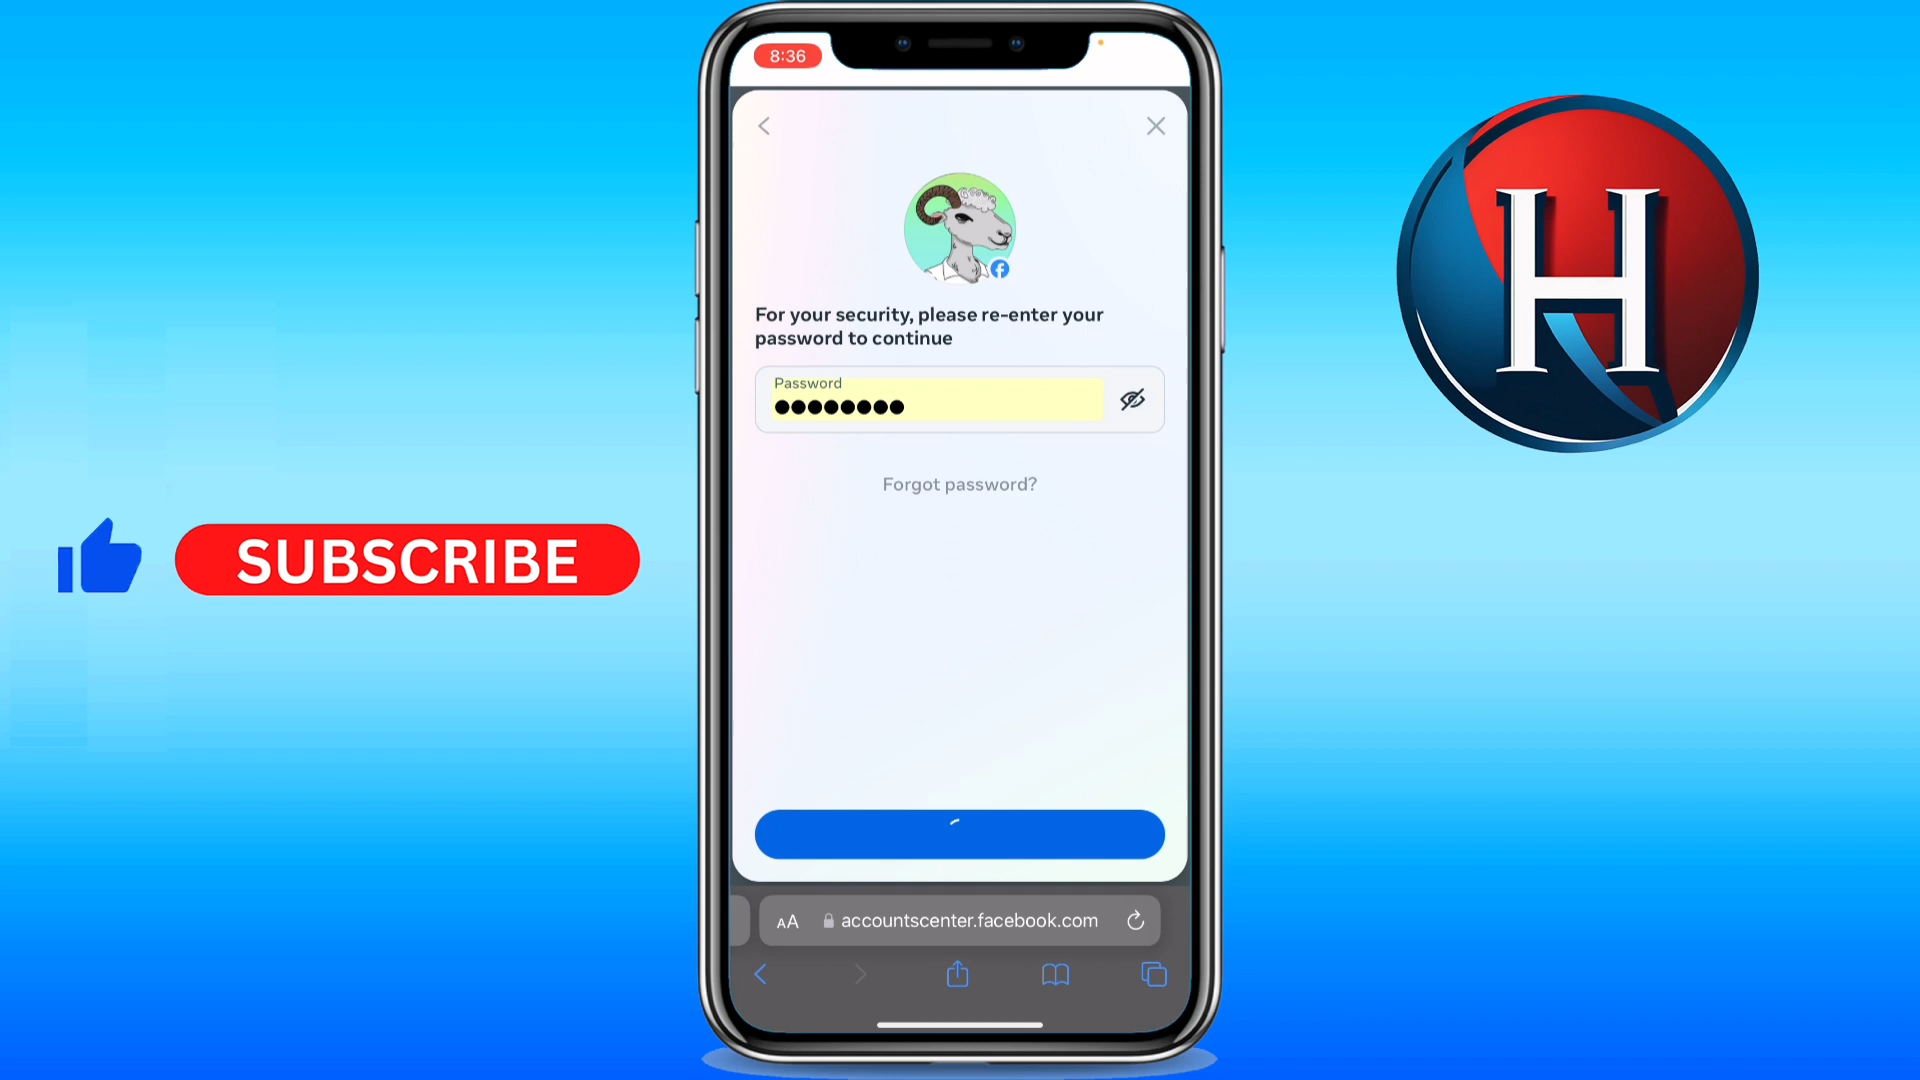 8:36
For your security, please re-enter your
password to continue
Password
Forgot password?
SUBSCRIBE
H
AA accountscenter.facebook.com